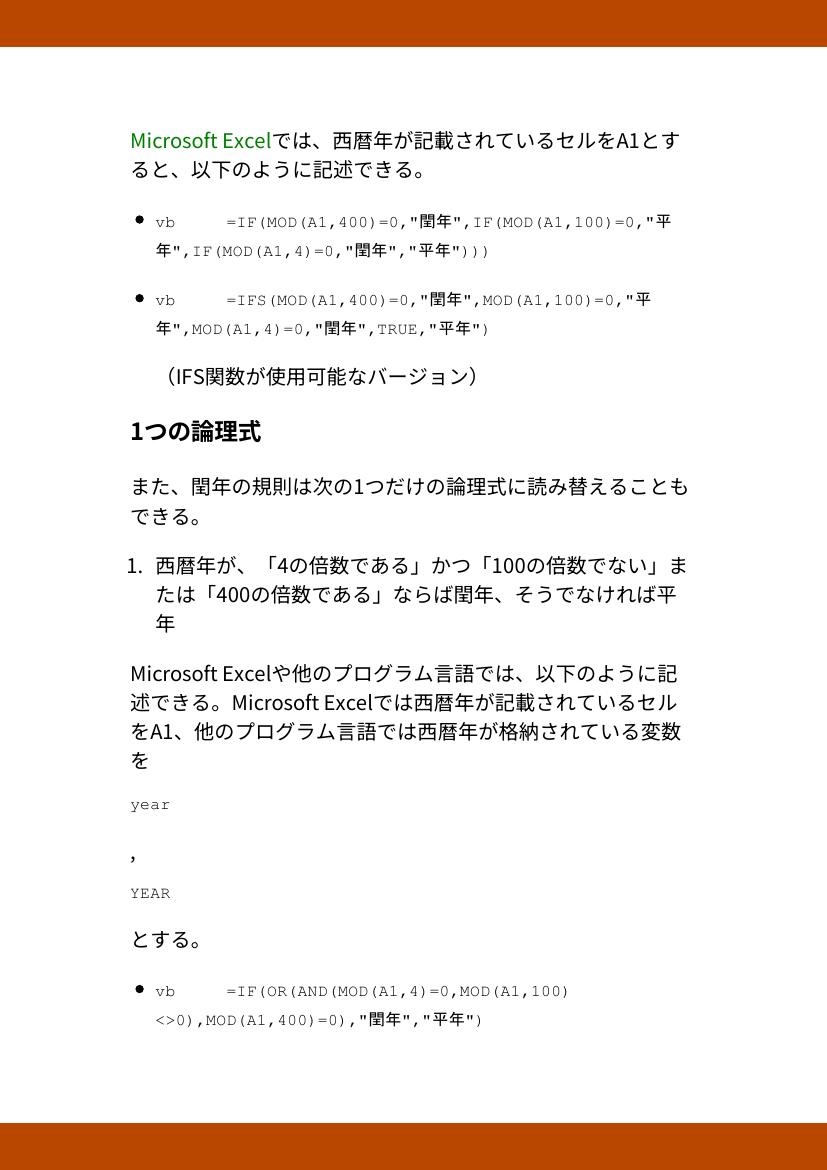 Microsoft Excelでは、西暦年が記載されているセルをA1とす
ると、以下のように記述できる。
● vb =IF(MOD(A1,400)=0,"閏年",IF(MOD(A1,100)=0,"平
年",IF(MOD(A1,4)=0,"閏年","平年")))
● vb =IFS(MOD(A1,400)=0,"閏年",MOD(A1,100)=0,"平
年",MOD(A1,4)=0,"閏年",TRUE,"平年")
（IFS関数が使用可能なバージョン）
1つの論理式
また、閏年の規則は次の1つだけの論理式に読み替えることも
できる。
1. 西暦年が、「4の倍数である」かつ「100の倍数でない」ま
たは「400の倍数である」ならば閏年、そうでなければ平
年
Microsoft Excelや他のプログラム言語では、以下のように記
述できる。Microsoft Excelでは西暦年が記載されているセル
をA1、他のプログラム言語では西暦年が格納されている変数
を
year
,
YEAR
とする。
● vb =IF(OR(AND(MOD(A1,4)=0,MOD(A1,100)
<>0),MOD(A1,400)=0),"閏年","平年")